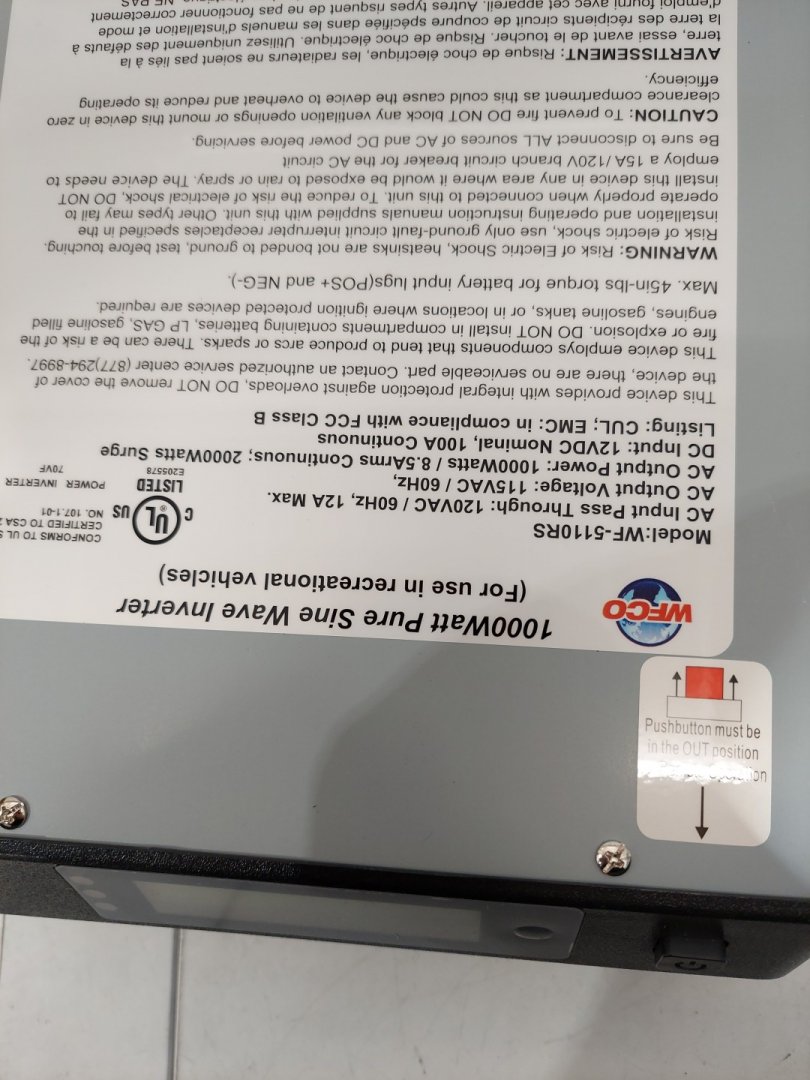 WFCO
1000Watt Pure Sine Wave Inverter
(For use in recreational vehicles)
Model:WF-5110RS
AC Input Pass Through: 120VAC / 60Hz, 12A Max.
AC Output Voltage: 115VAC / 60Hz,
AC Output Power: 1000Watts / 8.5Arms Continuous; 2000Watts Surge
DC Input: 12VDC Nominal, 100A Continuous
Listing: CUL; EMC: in compliance with FCC Class B
C UL US
LISTED
E205578
CONFORMS TO UL
CERTIFIED TO CSA
NO. 107.1-01
POWER INVERTER
70VF
This device provides with integral protection against overloads, DO NOT remove the cover of
the device, there are no serviceable part. Contact an authorized service center (877)294-8997.
This device employs components that tend to produce arcs or sparks. There can be a risk of the
fire or explosion. DO NOT install in compartments containing batteries, LP GAS, gasoline filled
engines, gasoline tanks, or in locations where ignition protected devices are required.
Max. 45in-lbs torque for battery input lugs(POS+ and NEG-).
WARNING: Risk of Electric Shock, heatsinks are not bonded to ground, test before touching.
Risk of electric shock, use only ground-fault circuit interrupter receptacles specified in the
installation and operating instruction manuals supplied with this unit. Other types may fail to
operate properly when connected to this unit. To reduce the risk of electrical shock, DO NOT
install this device in any area where it would be exposed to rain or spray. The device needs to
employ a 15A /120V branch circuit breaker for the AC circuit
Be sure to disconnect ALL sources of AC and DC power before servicing.
CAUTION: To prevent fire DO NOT block any ventilation openings or mount this device in zero
clearance compartment as this could cause the device to overheat and reduce its operating
efficiency.
AVERTISSEMENT: Risque de choc électrique, les radiateurs ne soient pas liés à la
terre, essai avant de le toucher. Risque de choc électrique. Utilisez uniquement des défauts à
la terre des récipients circuit de coupure spécifiée dans les manuels d'installation et mode
d'emploi fourni avec cet appareil. Autres types risquent de ne pas fonctionner correctement
Pushbutton must be
in the OUT position